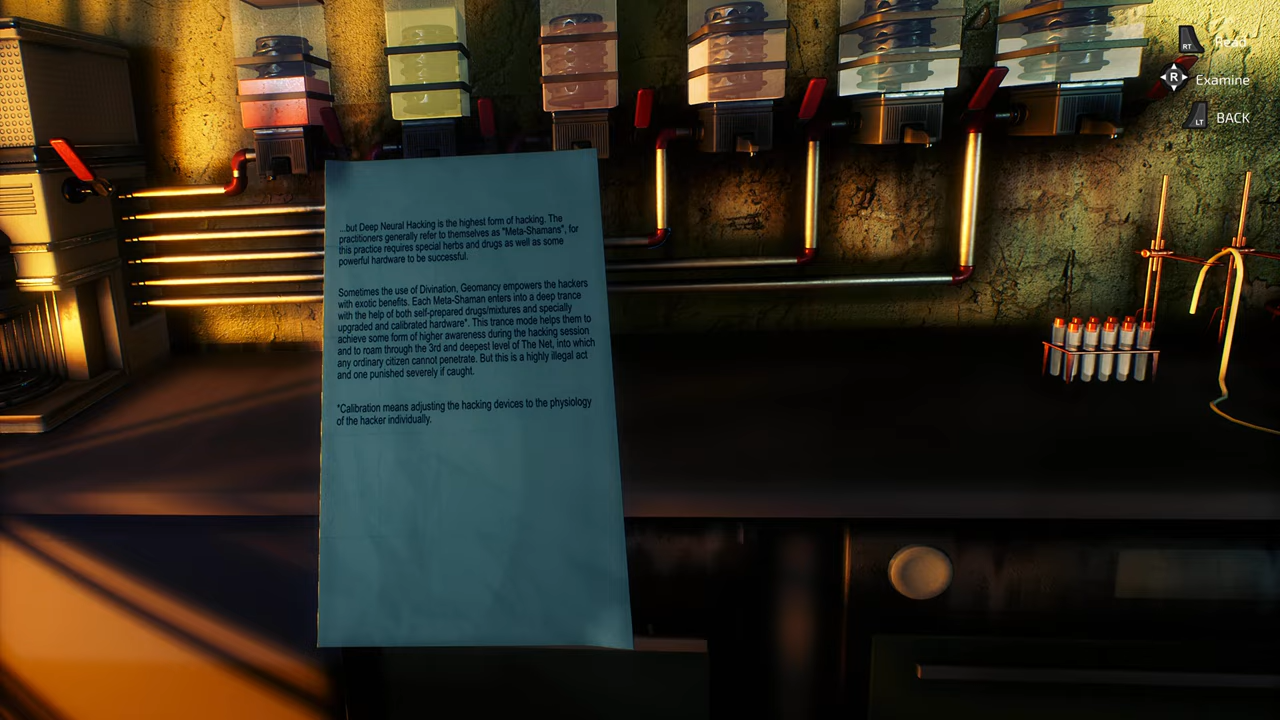 RT
Read
R
Examine
LT
BACK
...but Deep Neural Hacking is the highest form of hacking. The
practitioners generally refer to themselves as "Meta-Shamans", for
this practice requires special herbs and drugs as well as some
powerful hardware to be successful.
Sometimes the use of Divination, Geomancy empowers the hackers
with exotic benefits. Each Meta-Shaman enters into a deep trance
with the help of both self-prepared drugs/mixtures and specially
upgraded and calibrated hardware*. This trance mode helps them to
achieve some form of higher awareness during the hacking session
and to roam through the 3rd and deepest level of The Net, into which
any ordinary citizen cannot penetrate. But this is a highly illegal act
and one punished severely if caught.
*Calibration means adjusting the hacking devices to the physiology
of the hacker individually.